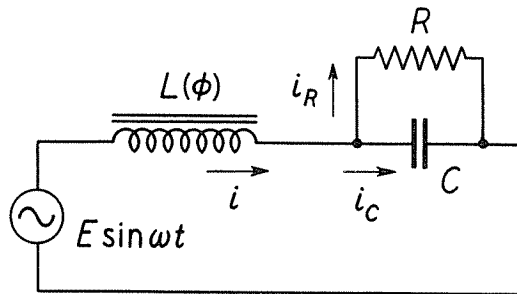 R
L(ϕ)
i_R
i
i_C
C
E sin ωt